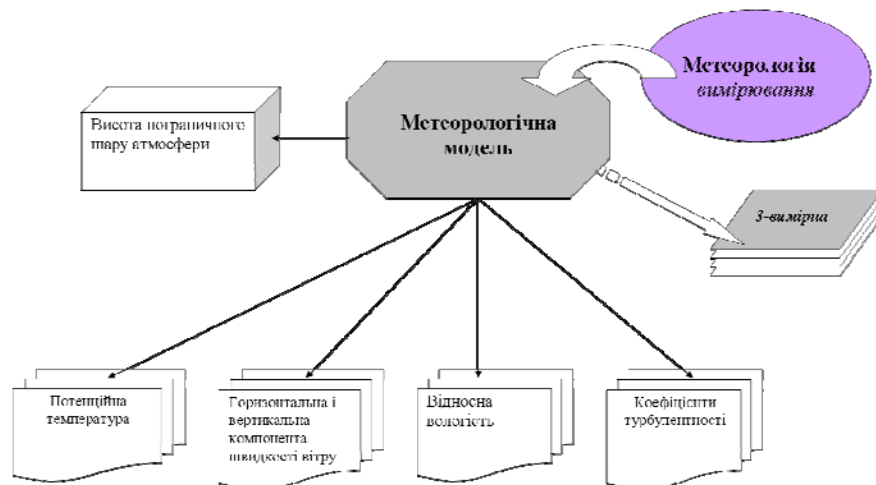 Метеорологія
вимірювання
Метеорологічна
модель
Висота пограничного
шару атмосфери
3-вимірна
Потенційна
температура
Горизонтальна і
вертикальна
компонента
швидкості вітру
Відносна
вологість
Коефіцієнти
турбулентності